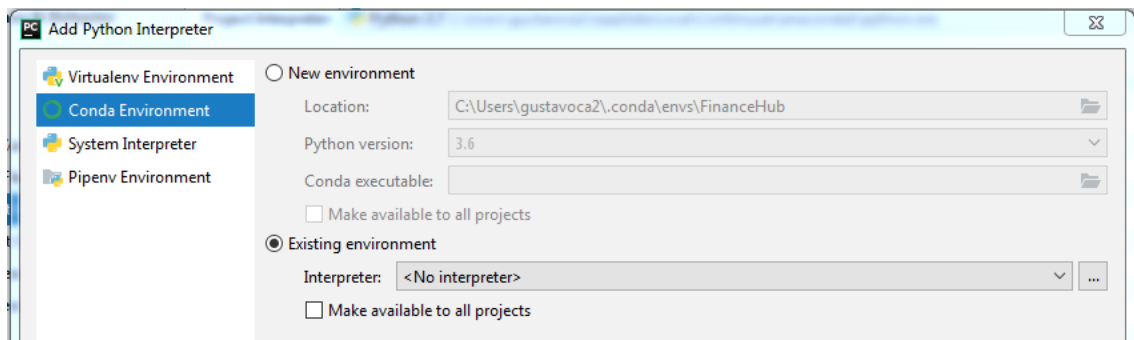 PC Add Python Interpreter
Virtualenv Environment
Conda Environment
System Interpreter
Pipenv Environment
New environment
Location: C:\Users\gustavoca2\.conda\envs\FinanceHub
Python version: 3.6
Conda executable:
Make available to all projects
Existing environment
Interpreter: <No interpreter> ...
Make available to all projects